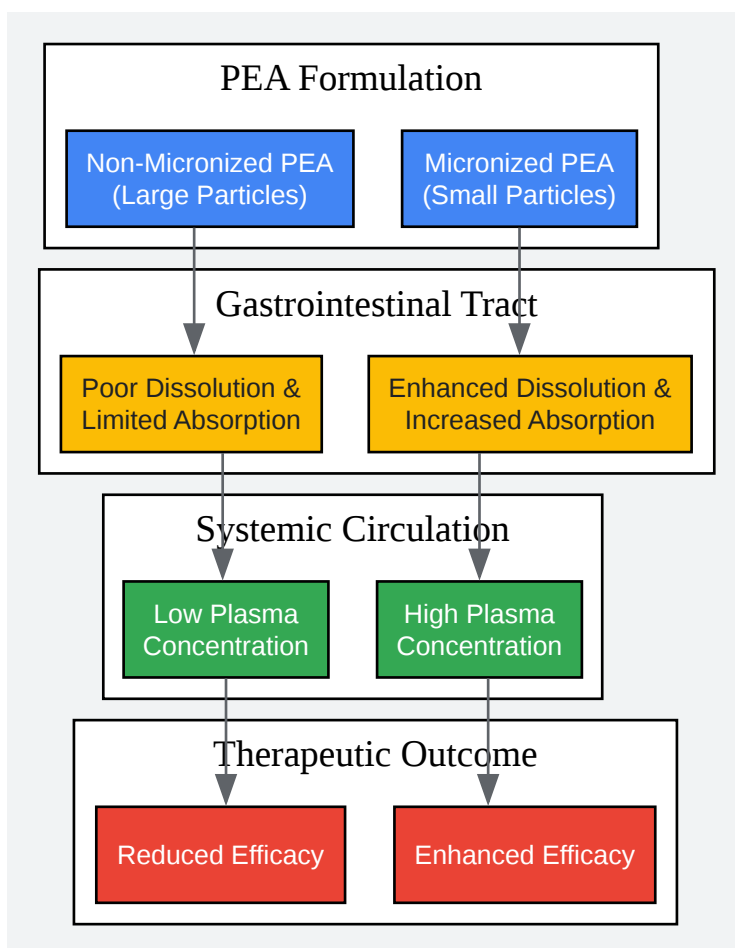 PEA Formulation
Non-Micronized PEA
(Large Particles)
Micronized PEA
(Small Particles)
Gastrointestinal Tract
Poor Dissolution &
Limited Absorption
Enhanced Dissolution &
Increased Absorption
Systemic Circulation
Low Plasma
Concentration
High Plasma
Concentration
Therapeutic Outcome
Reduced Efficacy
Enhanced Efficacy